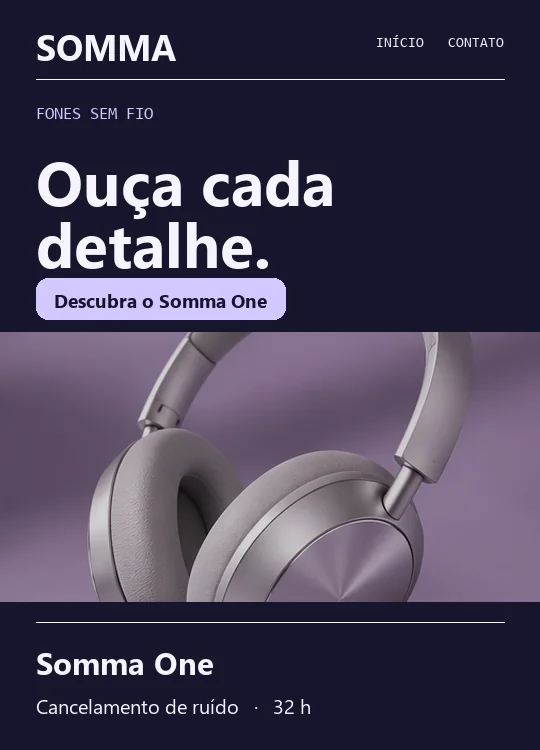 SOMMA
INÍCIO CONTATO
FONES SEM FIO
Ouça cada
detalhe.
Descubra o Somma One
Somma One
Cancelamento de ruído · 32 h